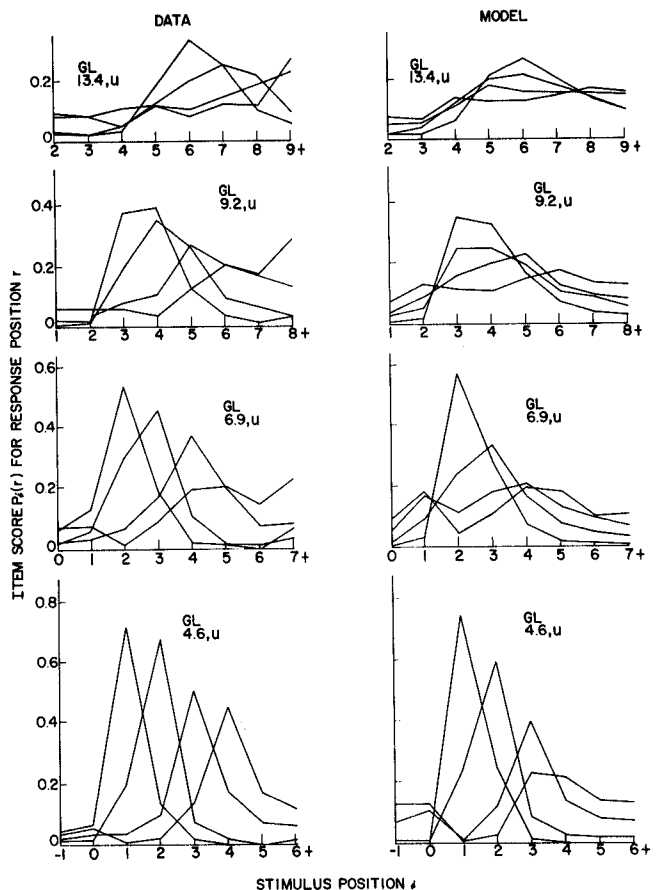 DATA
MODEL
GL
13.4,u
0.2
0
2 3 4 5 6 7 8 9+
GL
13.4,u
2 3 4 5 6 7 8 9+
GL
9.2,u
0.4
0.2
0
1 2 3 4 5 6 7 8+
GL
9.2,u
1 2 3 4 5 6 7 8+
GL
6.9,u
0.6
0.4
0.2
0
0 1 2 3 4 5 6 7+
GL
6.9,u
0 1 2 3 4 5 6 7+
GL
4.6,u
0.8
0.6
0.4
0.2
0
-1 0 1 2 3 4 5 6+
GL
4.6,u
-1 0 1 2 3 4 5 6+
ITEM SCORE Pi(r) FOR RESPONSE POSITION r
STIMULUS POSITION i